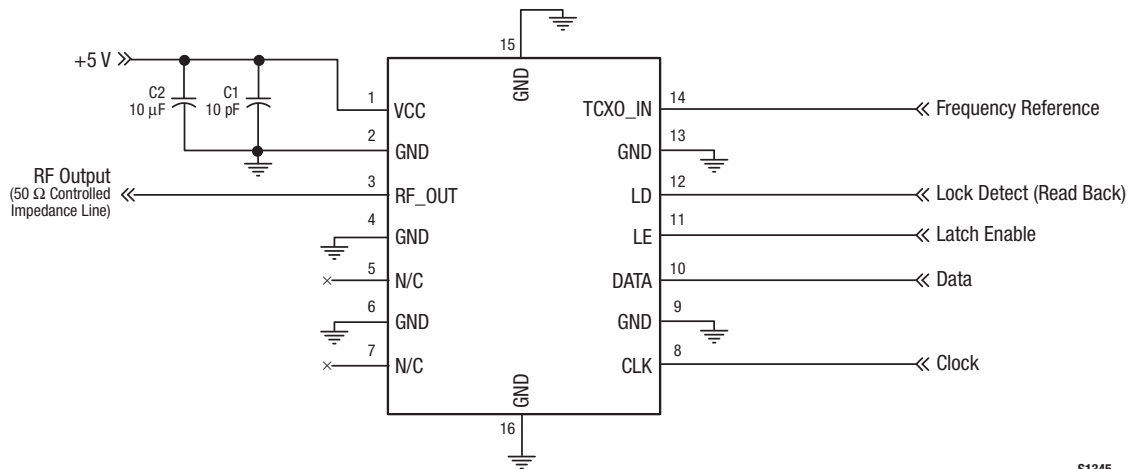 +5 V
C2
10 μF
C1
10 pF
RF Output
(50 Ω Controlled
Impedance Line)
1
VCC
2
GND
3
RF_OUT
4
GND
5
N/C
6
GND
7
N/C
15
GND
16
GND
TCXO_IN
14
Frequency Reference
GND
13
LD
12
Lock Detect (Read Back)
LE
11
Latch Enable
DATA
10
Data
GND
9
CLK
8
Clock
S1345